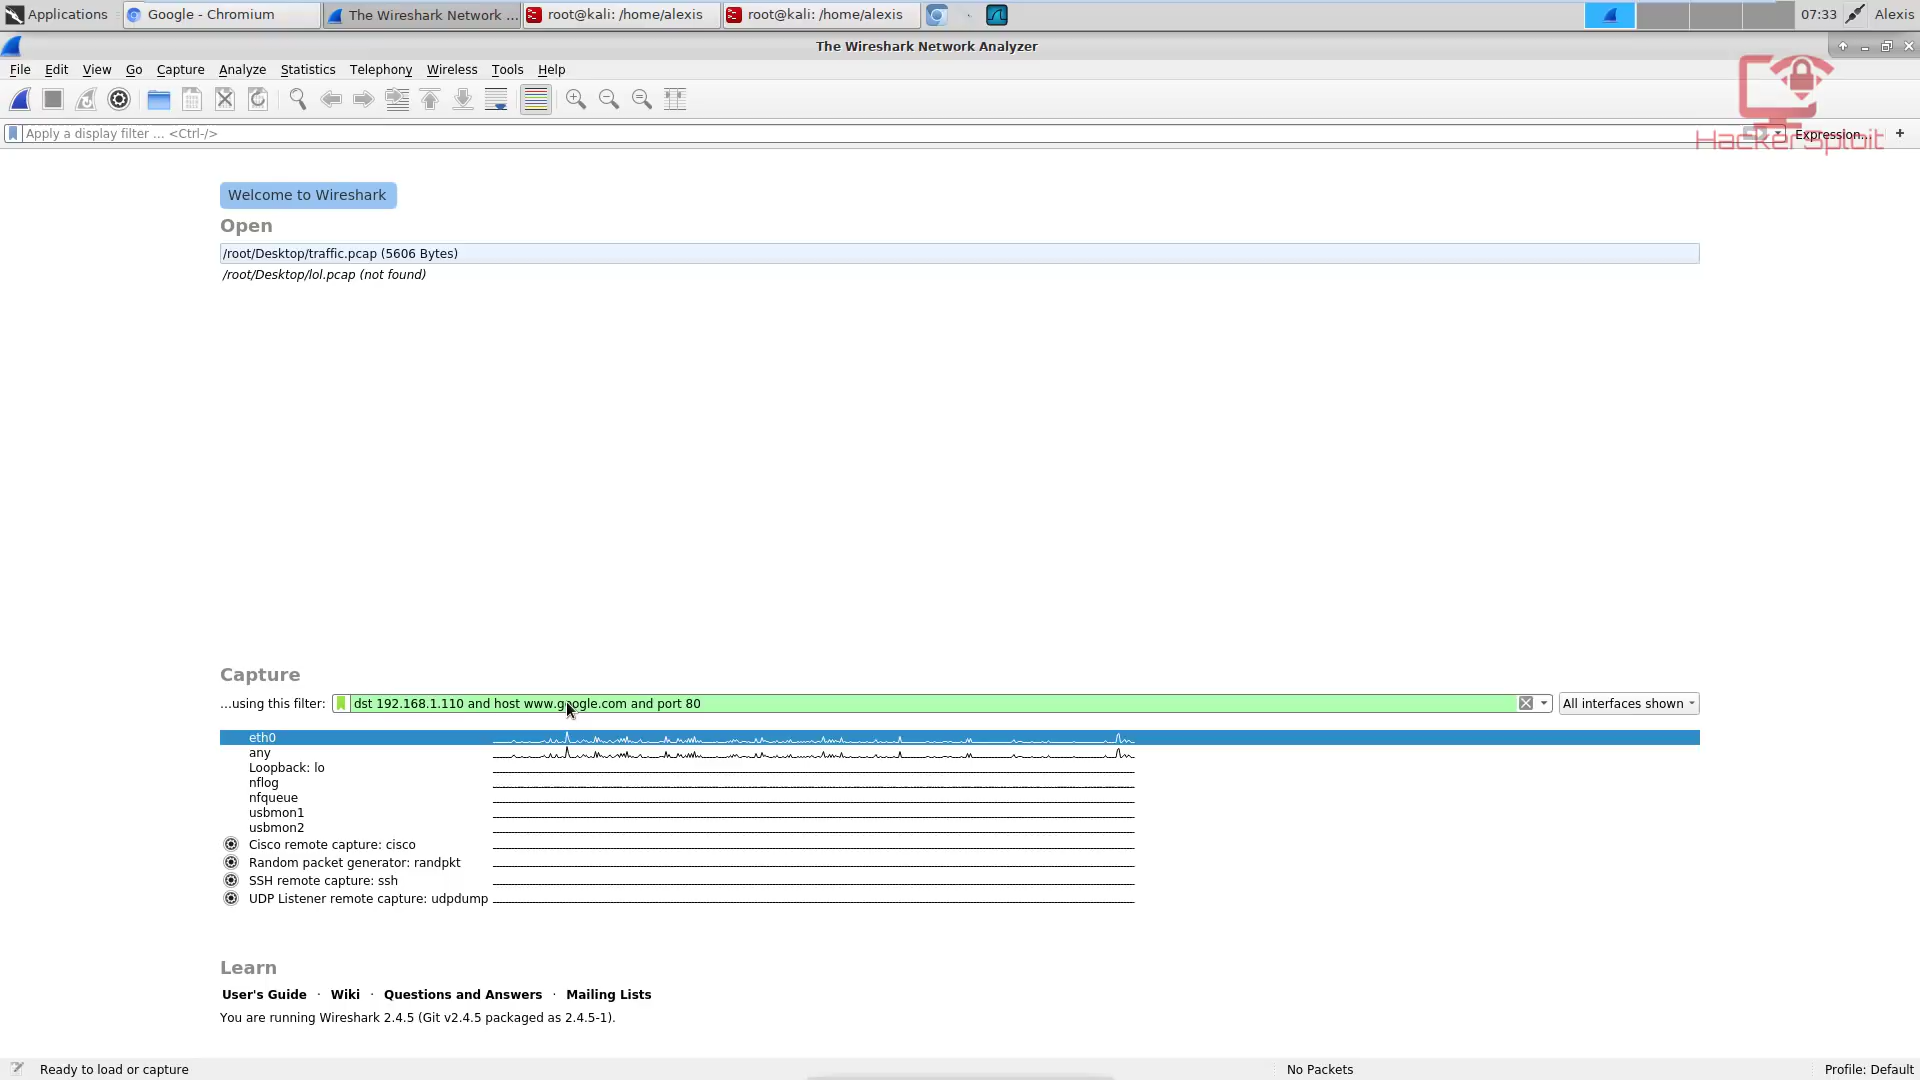 Applications
Google - Chromium
The Wireshark Network ...
root@kali: /home/alexis
root@kali: /home/alexis
07:33
Alexis
The Wireshark Network Analyzer
File Edit View Go Capture Analyze Statistics Telephony Wireless Tools Help
Apply a display filter ... <Ctrl-/>
Expression...
+
HackerSploit
Welcome to Wireshark
Open
/root/Desktop/traffic.pcap (5606 Bytes)
/root/Desktop/lol.pcap (not found)
Capture
...using this filter:
dst 192.168.1.110 and host www.google.com and port 80
All interfaces shown
eth0
any
Loopback: lo
nflog
nfqueue
usbmon1
usbmon2
Cisco remote capture: cisco
Random packet generator: randpkt
SSH remote capture: ssh
UDP Listener remote capture: udpdump
Learn
User's Guide · Wiki · Questions and Answers · Mailing Lists
You are running Wireshark 2.4.5 (Git v2.4.5 packaged as 2.4.5-1).
Ready to load or capture
No Packets
Profile: Default